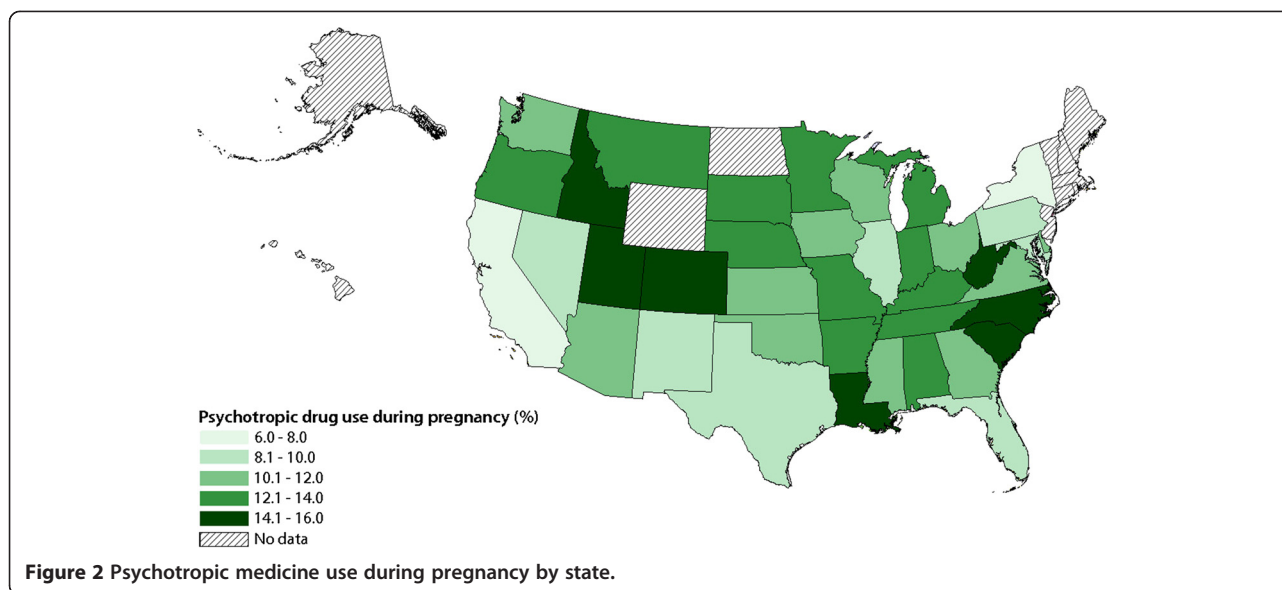 Psychotropic drug use during pregnancy (%)
6.0 - 8.0
8.1 - 10.0
10.1 - 12.0
12.1 - 14.0
14.1 - 16.0
No data
Figure 2 Psychotropic medicine use during pregnancy by state.